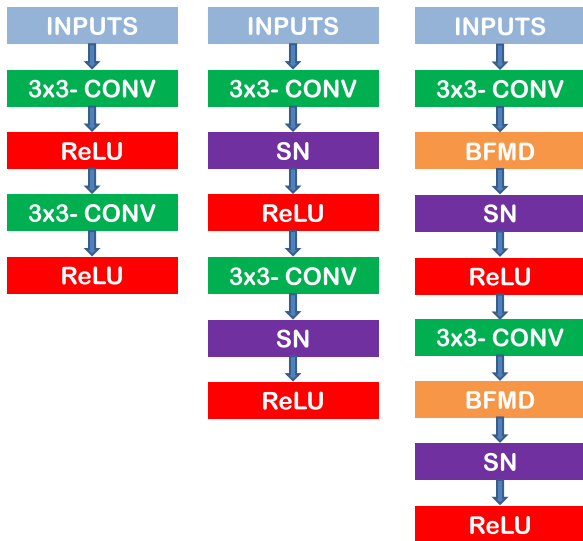 INPUTS
3x3- CONV
ReLU
3x3- CONV
ReLU
INPUTS
3x3- CONV
SN
ReLU
3x3- CONV
SN
ReLU
INPUTS
3x3- CONV
BFMD
SN
ReLU
3x3- CONV
BFMD
SN
ReLU